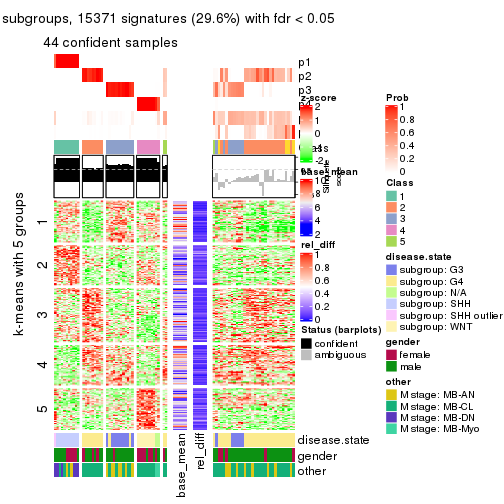 subgroups, 15371 signatures (29.6%) with fdr < 0.05
44 confident samples
p1
p2
p3
z-score
2
1
0
-1
-2
base_mean
10
8
6
4
2
0
Silhouette
score
k-means with 5 groups
1
2
3
4
5
rel_diff
1
0.8
0.6
0.4
0.2
0
Status (barplots)
confident
ambiguous
disease.state
gender
other
base_mean
rel_diff
Prob
1
0.8
0.6
0.4
0.2
0
Class
1
2
3
4
5
disease.state
subgroup: G3
subgroup: G4
subgroup: N/A
subgroup: SHH
subgroup: SHH outlier
subgroup: WNT
gender
female
male
other
M stage: MB-AN
M stage: MB-CL
M stage: MB-DN
M stage: MB-Myo